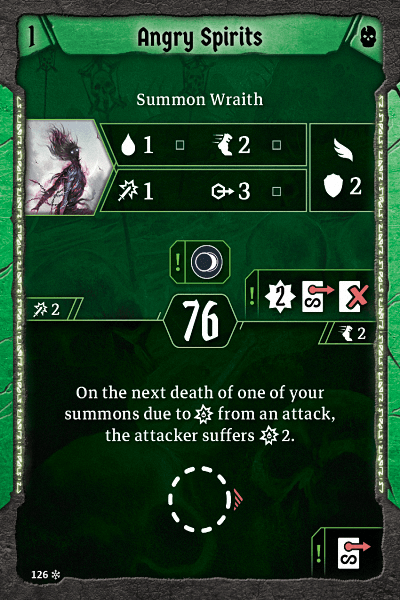 1 Angry Spirits
Summon Wraith
1 2
1 3 2
! !
2 S
2 76 2
On the next death of one of your
summons due to from an attack,
the attacker suffers 2.
! S
126